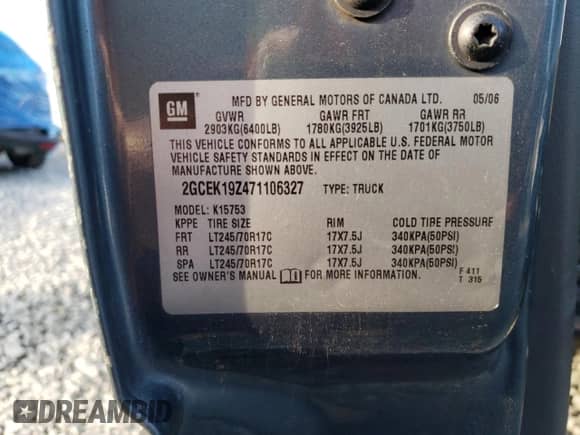 GM
MFD BY GENERAL MOTORS OF CANADA LTD. 05/06
GVWR GAWR FRT GAWR RR
2903KG(6400LB) 1780KG(3925LB) 1701KG(3750LB)
THIS VEHICLE CONFORMS TO ALL APPLICABLE U.S. FEDERAL MOTOR
VEHICLE SAFETY STANDARDS IN EFFECT ON THE DATE OF
MANUFACTURE SHOWN ABOVE.
2GCEK19Z471106327 TYPE: TRUCK
MODEL: K15753
KPPE TIRE SIZE RIM COLD TIRE PRESSURE
FRT LT245/70R17C 17X7.5J 340KPA(50PSI)
RR LT245/70R17C 17X7.5J 340KPA(50PSI)
SPA LT245/70R17C 17X7.5J 340KPA(50PSI)
SEE OWNER'S MANUAL FOR MORE INFORMATION. F 411
T 315
DREAMBID